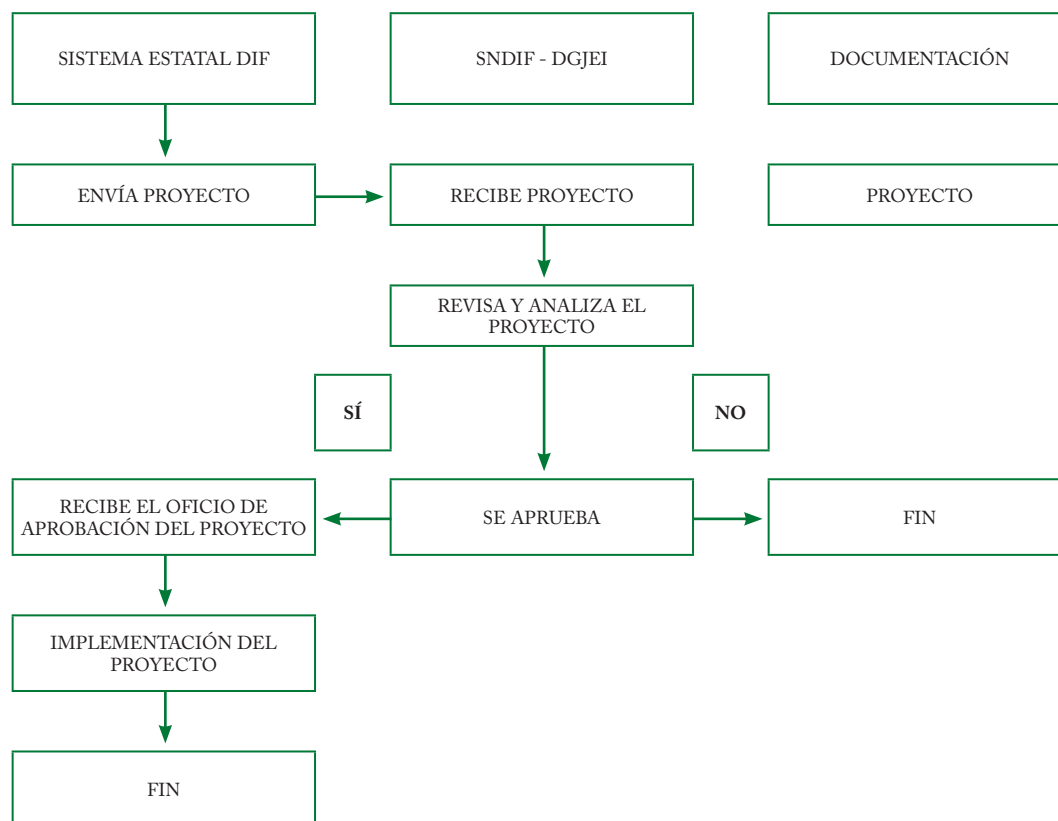 SISTEMA ESTATAL DIF
SNDIF - DGJEI
DOCUMENTACIÓN
ENVÍA PROYECTO
RECIBE PROYECTO
PROYECTO
REVISA Y ANALIZA EL
PROYECTO
SÍ
NO
RECIBE EL OFICIO DE
APROBACIÓN DEL PROYECTO
SE APRUEBA
FIN
IMPLEMENTACIÓN DEL
PROYECTO
FIN